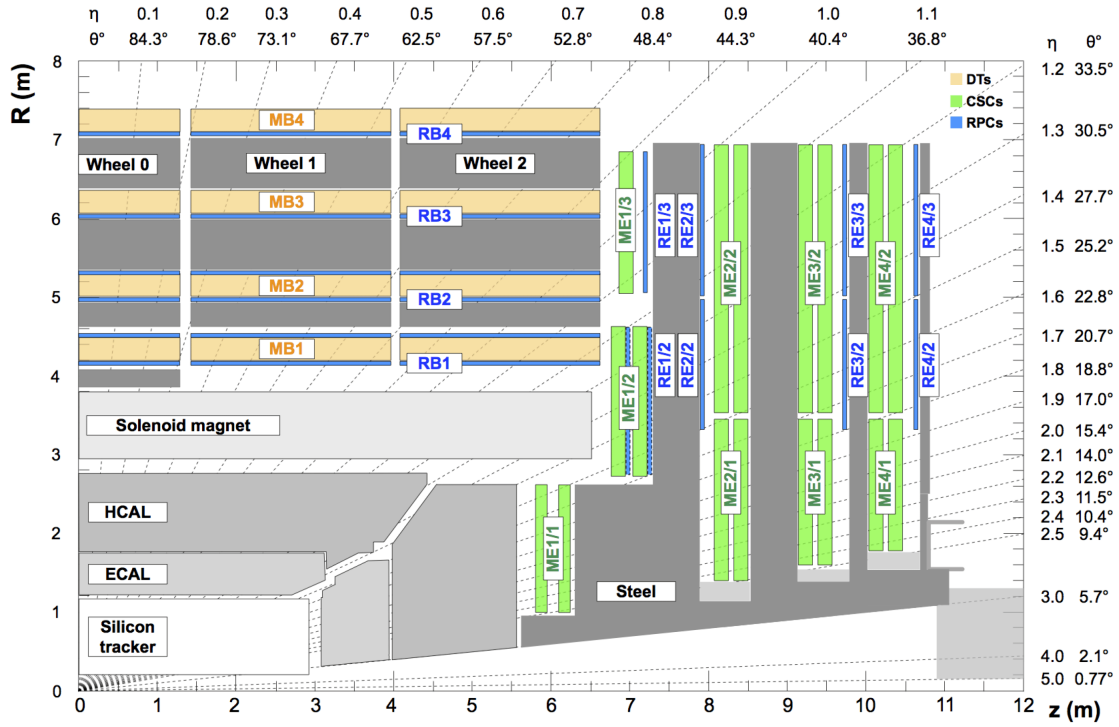 η 0.1 0.2 0.3 0.4 0.5 0.6 0.7 0.8 0.9 1.0 1.1
θ° 84.3° 78.6° 73.1° 67.7° 62.5° 57.5° 52.8° 48.4° 44.3° 40.4° 36.8° η θ°
R (m)
8
7
6
5
4
3
2
1
0
1.2 33.5°
1.3 30.5°
1.4 27.7°
1.5 25.2°
1.6 22.8°
1.7 20.7°
1.8 18.8°
1.9 17.0°
2.0 15.4°
2.1 14.0°
2.2 12.6°
2.3 11.5°
2.4 10.4°
2.5 9.4°
3.0 5.7°
4.0 2.1°
5.0 0.77°
DTs
CSCs
RPCs
MB4
RB4
Wheel 0 Wheel 1 Wheel 2
MB3
RB3
MB2
RB2
MB1
RB1
Solenoid magnet
HCAL
ECAL
Silicon
tracker
Steel
ME1/3
RE1/3
RE2/3
ME2/2
ME3/2
RE3/3
ME4/2
RE4/3
ME1/2
RE1/2
RE2/2
RE3/2
RE4/2
ME1/1
ME2/1
ME3/1
ME4/1
0 1 2 3 4 5 6 7 8 9 10 11 12 z (m)